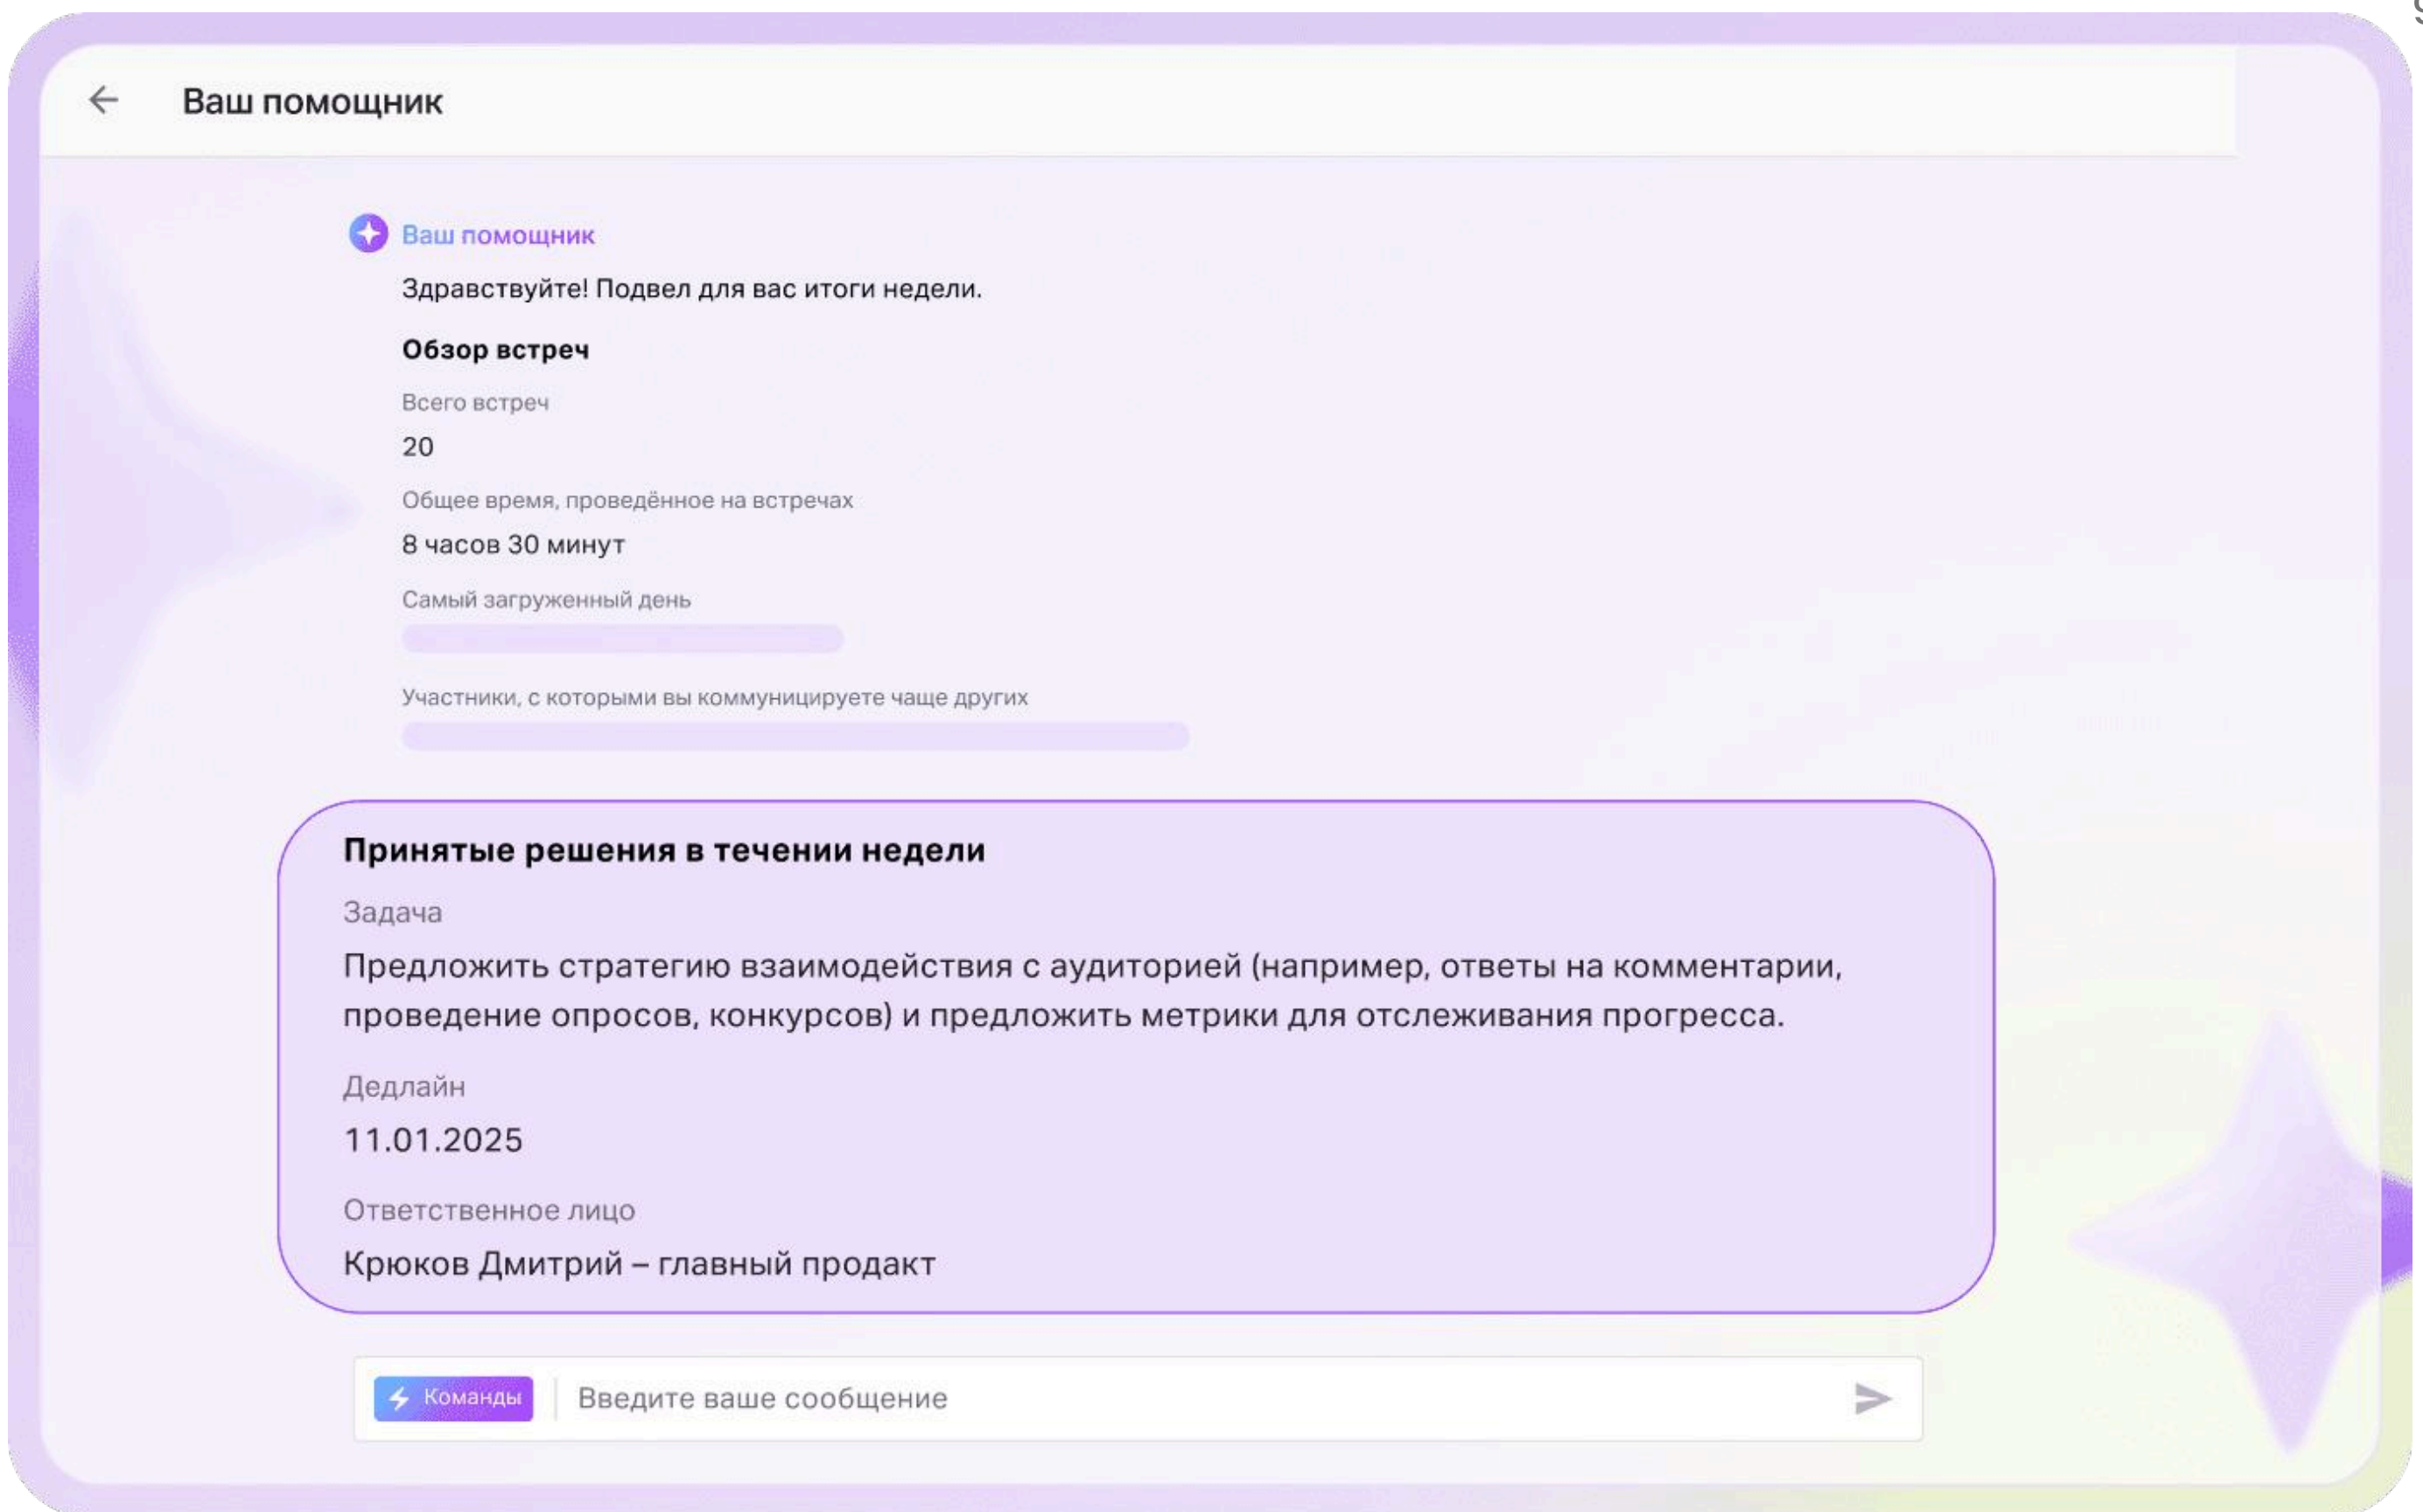 Ваш помощник
Ваш помощник
Здравствуйте! Подвел для вас итоги недели.
Обзор встреч
Всего встреч
20
Общее время, проведённое на встречах
8 часов 30 минут
Самый загруженный день
Участники, с которыми вы коммуницируете чаще других
Принятые решения в течении недели
Задача
Предложить стратегию взаимодействия с аудиторией (например, ответы на комментарии,
проведение опросов, конкурсов) и предложить метрики для отслеживания прогресса.
Дедлайн
11.01.2025
Ответственное лицо
Крюков Дмитрий – главный продакт
Команды
Введите ваше сообщение